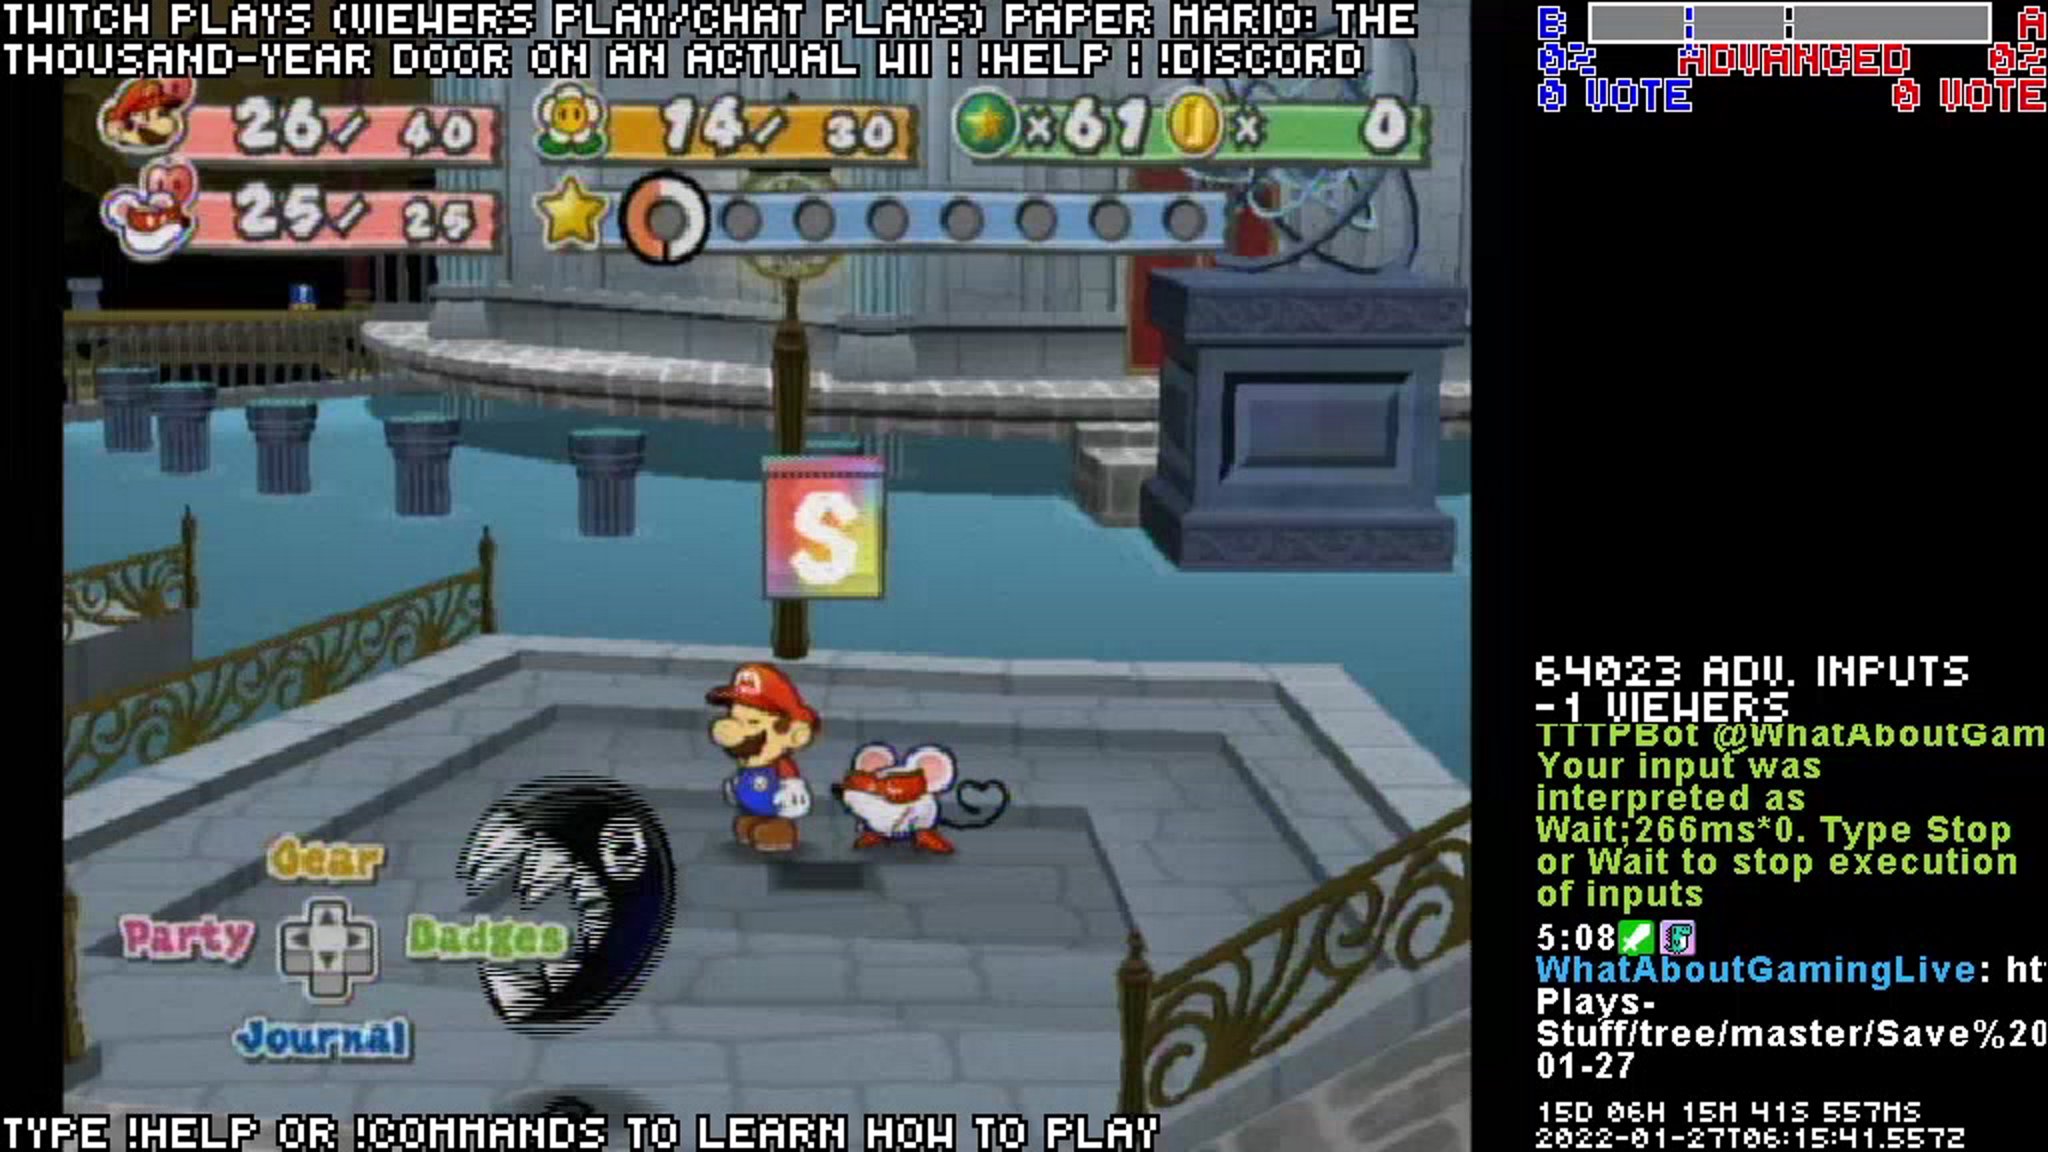 TWITCH PLAYS (VIEWERS PLAY/CHAT PLAYS) PAPER MARIO: THE
THOUSAND-YEAR DOOR ON AN ACTUAL WII | !HELP | !DISCORD
B A
0% ADVANCED 0%
0 VOTE 0 VOTE
26/ 40
14/ 30
×61 × 0
25/ 25
S
Gear
Party
Badges
Journal
64023 ADV. INPUTS
-1 VIEWERS
TTTPBot @WhatAboutGam
Your input was
interpreted as
Wait;266ms*0. Type Stop
or Wait to stop execution
of inputs
5:08
WhatAboutGamingLive: ht
Plays-
Stuff/tree/master/Save%20
01-27
15D 06H 15M 41S 557MS
2022-01-27T06:15:41.557Z
TYPE !HELP OR !COMMANDS TO LEARN HOW TO PLAY